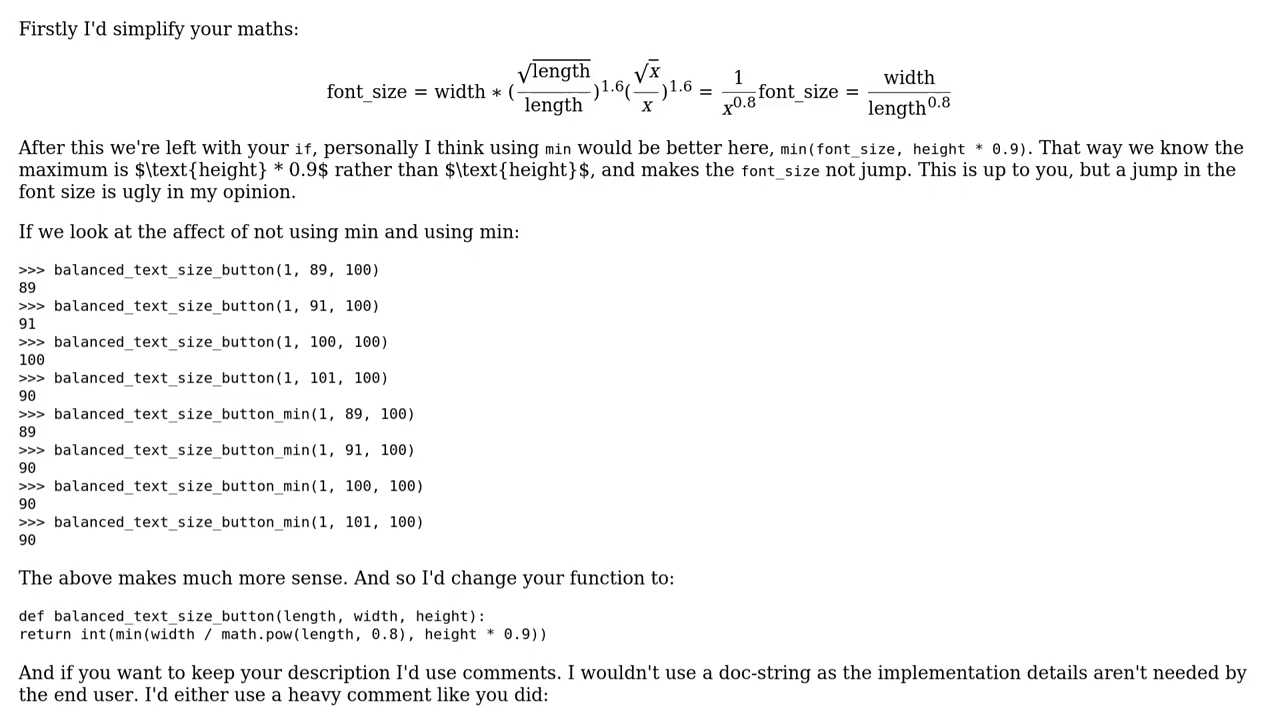 Firstly I'd simplify your maths:
font_size = width ∗ (√length/length)^1.6(√x/x)^1.6 = 1/x^0.8 font_size = width/length^0.8
After this we're left with your if, personally I think using min would be better here, min(font_size, height * 0.9). That way we know the
maximum is $\text{height} * 0.9$ rather than $\text{height}$, and makes the font_size not jump. This is up to you, but a jump in the
font size is ugly in my opinion.
If we look at the affect of not using min and using min:
>>> balanced_text_size_button(1, 89, 100)
89
>>> balanced_text_size_button(1, 91, 100)
91
>>> balanced_text_size_button(1, 100, 100)
100
>>> balanced_text_size_button(1, 101, 100)
90
>>> balanced_text_size_button_min(1, 89, 100)
89
>>> balanced_text_size_button_min(1, 91, 100)
90
>>> balanced_text_size_button_min(1, 100, 100)
90
>>> balanced_text_size_button_min(1, 101, 100)
90
The above makes much more sense. And so I'd change your function to:
def balanced_text_size_button(length, width, height):
return int(min(width / math.pow(length, 0.8), height * 0.9))
And if you want to keep your description I'd use comments. I wouldn't use a doc-string as the implementation details aren't needed by
the end user. I'd either use a heavy comment like you did: